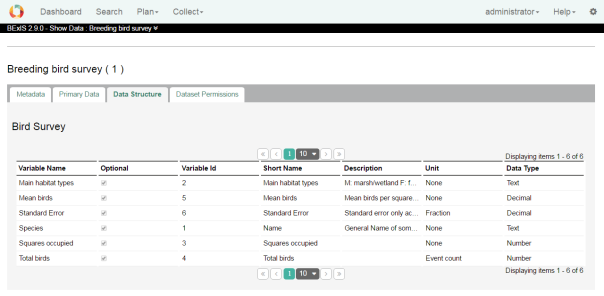 Dashboard Search Plan Collect administrator Help
BExIS 2.9.0 - Show Data : Breeding bird survey
Breeding bird survey ( 1 )
Metadata Primary Data Data Structure Dataset Permissions
Bird Survey
« ‹ 1 10 › » Displaying items 1 - 6 of 6
Variable Name Optional Variable Id Short Name Description Unit Data Type
Main habitat types 2 Main habitat types M: marsh/wetland F: f... None Text
Mean birds 5 Mean birds Mean birds per square... None Decimal
Standard Error 6 Standard Error Standard error only ac... Fraction Decimal
Species 1 Name General Name of som... None Text
Squares occupied 3 Squares occupied None Number
Total birds 4 Total birds Event count Number
« ‹ 1 10 › » Displaying items 1 - 6 of 6